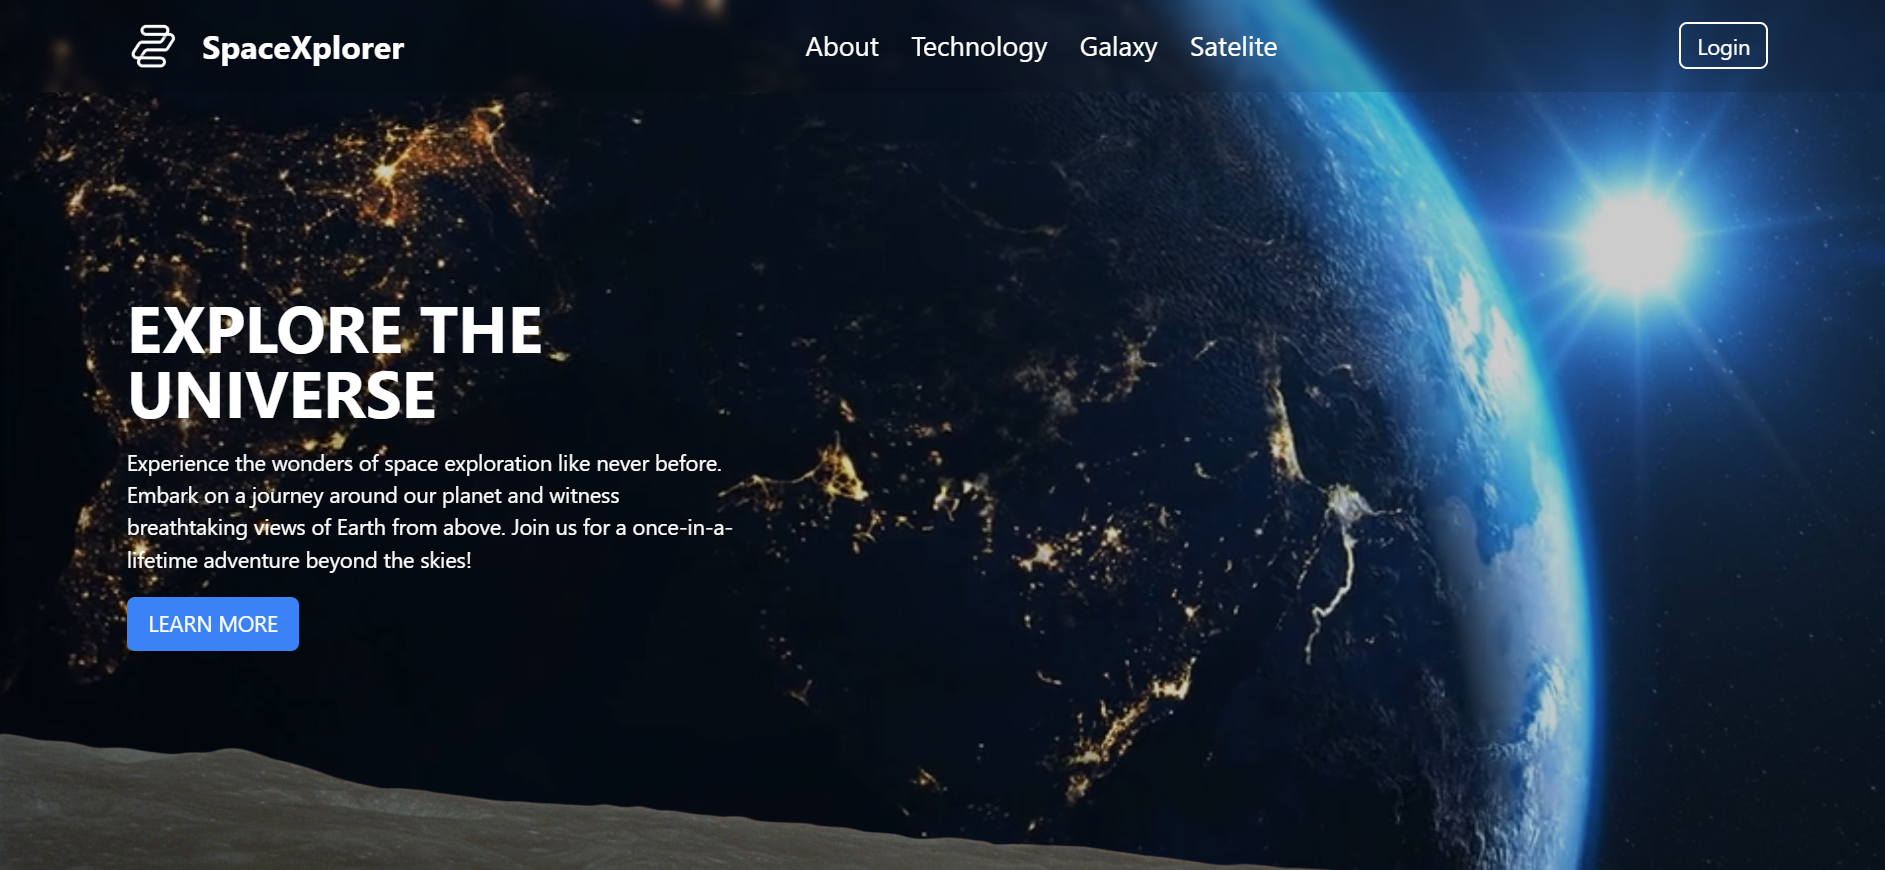 SpaceXplorer
About Technology Galaxy Satelite
Login
EXPLORE THE
UNIVERSE
Experience the wonders of space exploration like never before.
Embark on a journey around our planet and witness
breathtaking views of Earth from above. Join us for a once-in-a-
lifetime adventure beyond the skies!
LEARN MORE